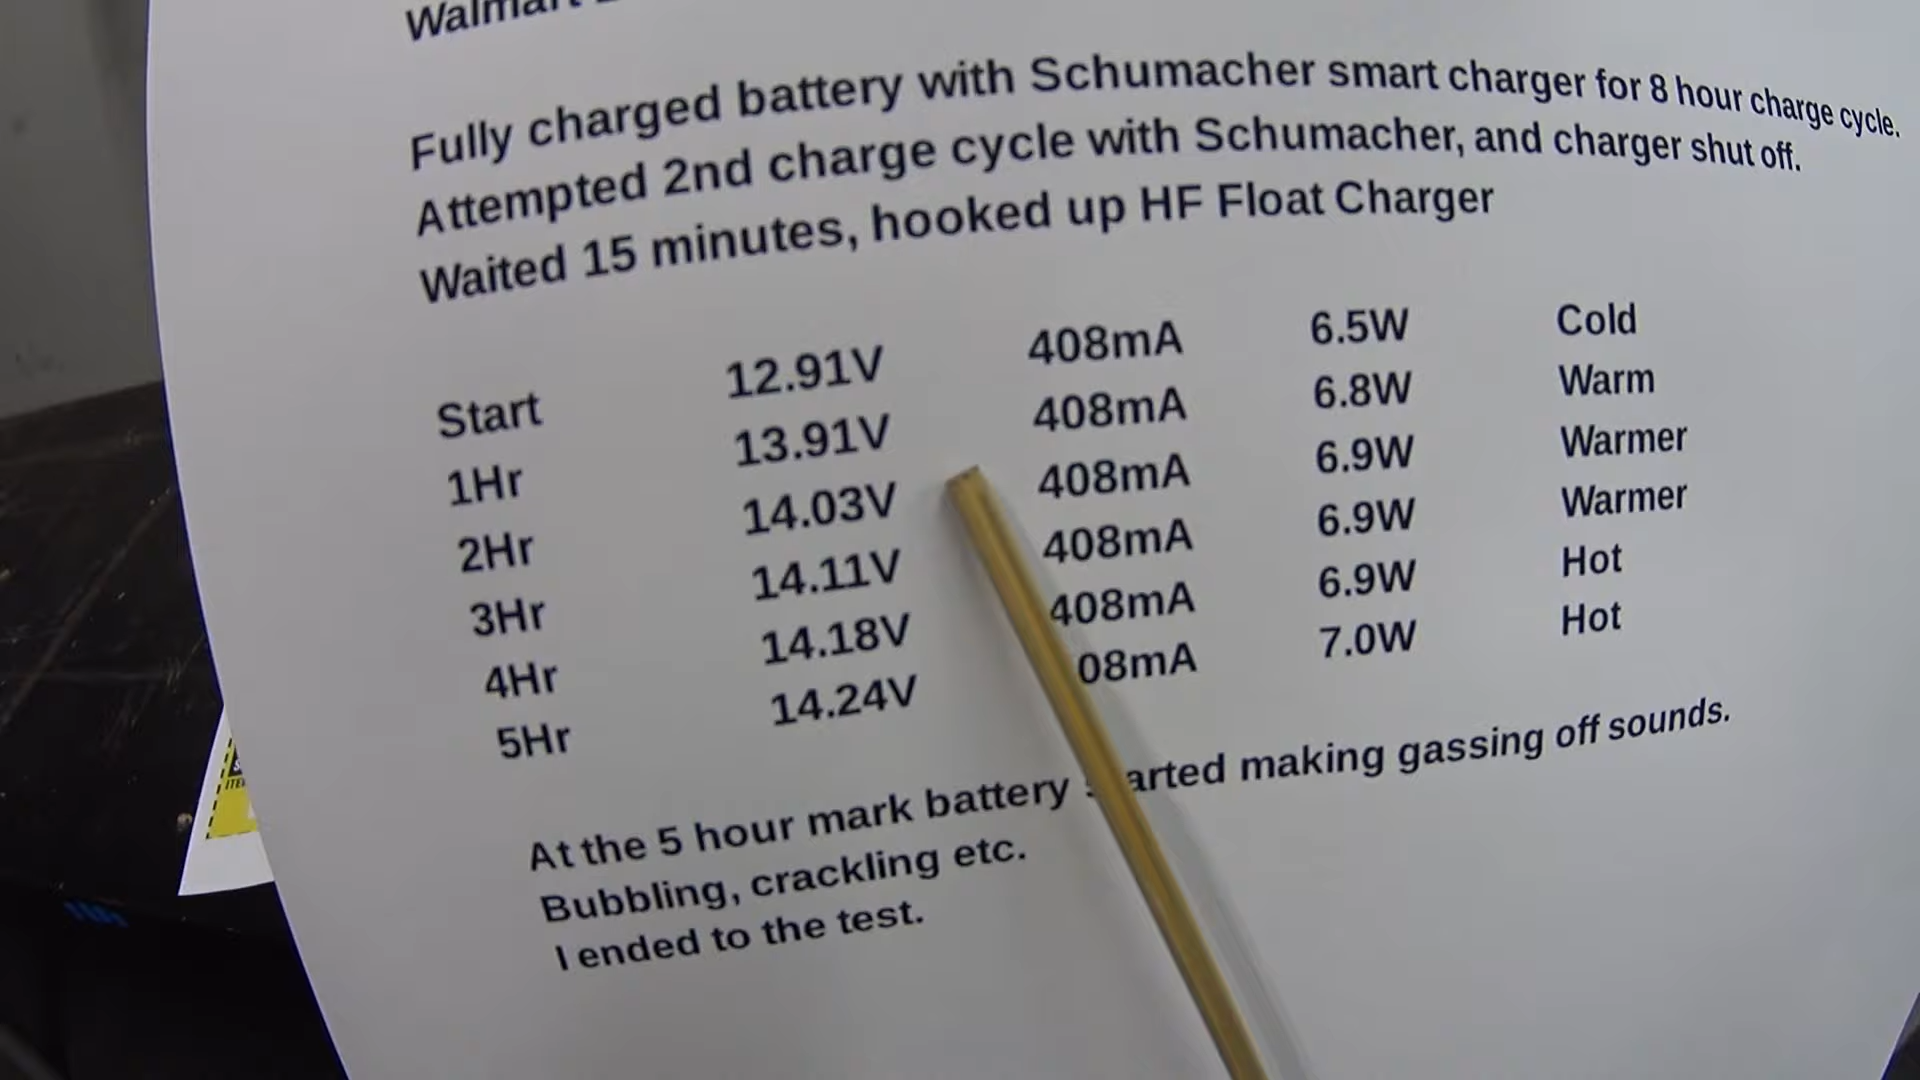 Walmart
Fully charged battery with Schumacher smart charger for 8 hour charge cycle.
Attempted 2nd charge cycle with Schumacher, and charger shut off.
Waited 15 minutes, hooked up HF Float Charger
Start 12.91V 408mA 6.5W Cold
1Hr 13.91V 408mA 6.8W Warm
2Hr 14.03V 408mA 6.9W Warmer
3Hr 14.11V 408mA 6.9W Warmer
4Hr 14.18V 408mA 6.9W Hot
5Hr 14.24V 08mA 7.0W Hot
At the 5 hour mark battery arted making gassing off sounds.
Bubbling, crackling etc.
I ended to the test.
ITE